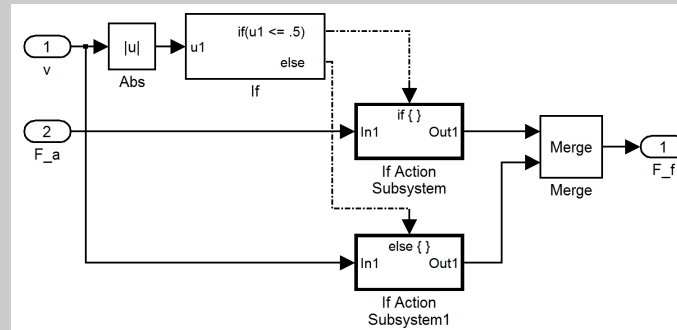 1
v
|u|
Abs
u1
if(u1 <= .5)
else
If
2
F_a
if { }
In1
Out1
If Action
Subsystem
Merge
Merge
1
F_f
else { }
In1
Out1
If Action
Subsystem1